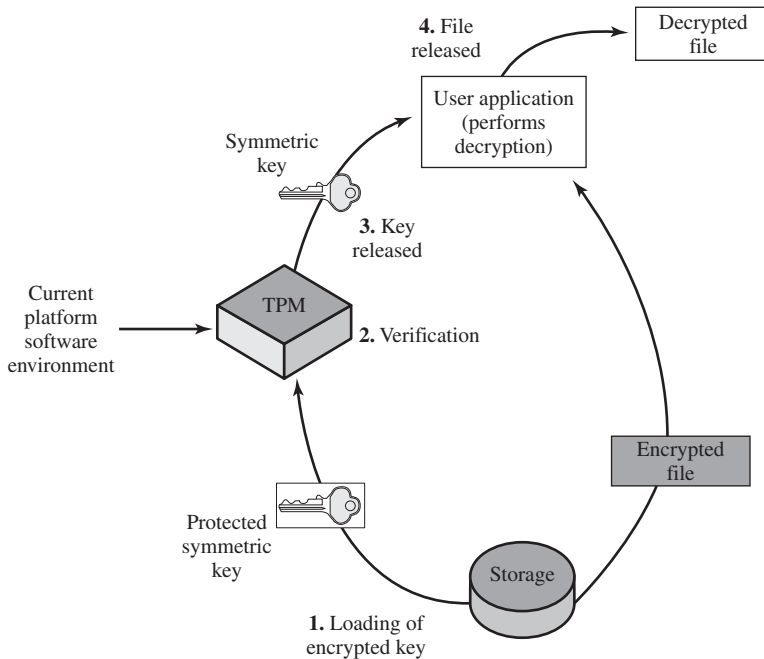 4. File
released
Decrypted
file
User application
(performs
decryption)
Symmetric
key
3. Key
released
TPM
Current
platform
software
environment
2. Verification
Encrypted
file
Protected
symmetric
key
Storage
1. Loading of
encrypted key